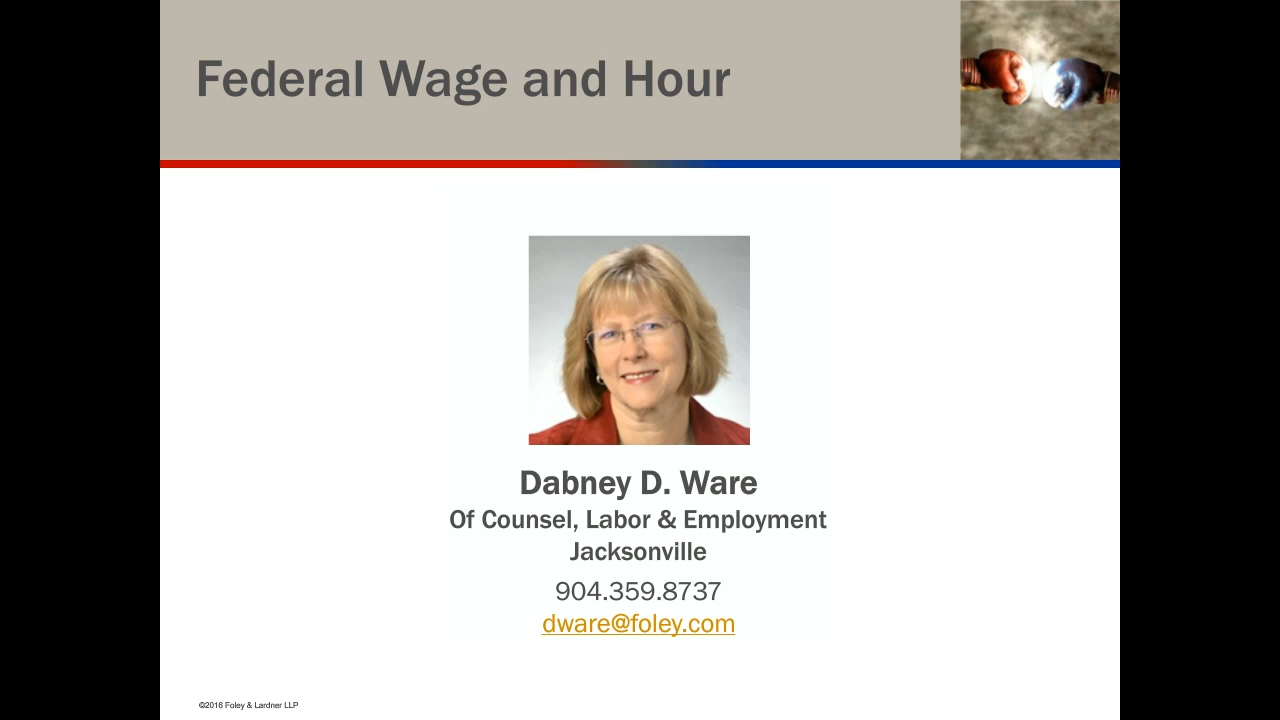 Federal Wage and Hour
Dabney D. Ware
Of Counsel, Labor & Employment
Jacksonville
904.359.8737
dware@foley.com
©2016 Foley & Lardner LLP